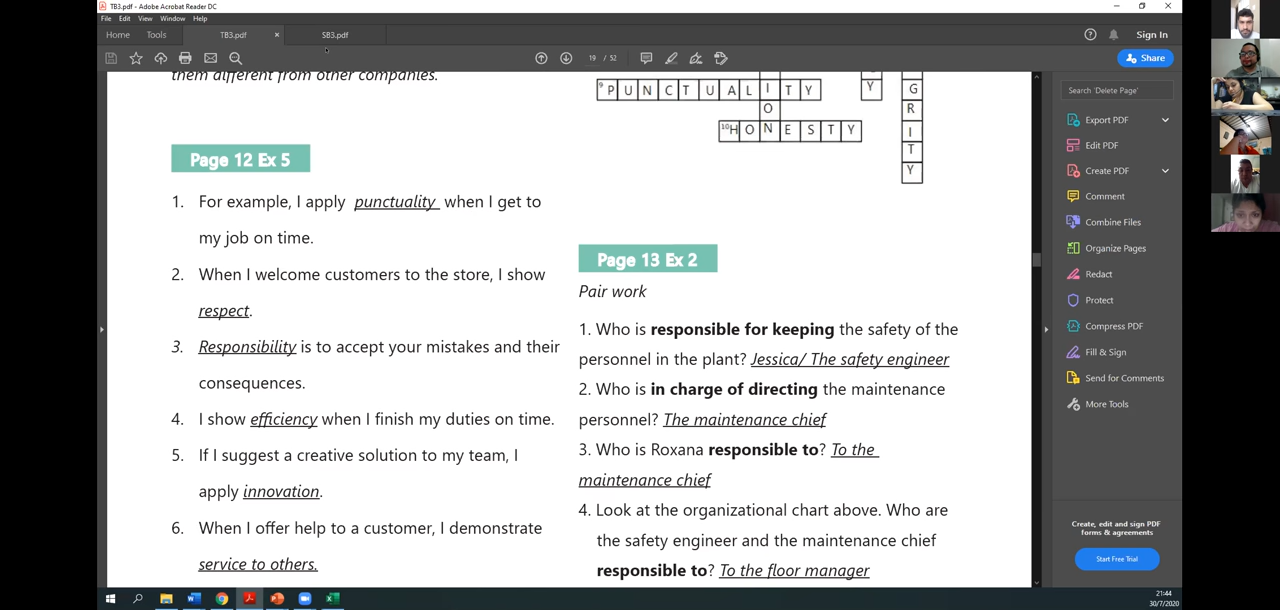 TB3.pdf - Adobe Acrobat Reader DC
File Edit View Window Help
Home Tools TB3.pdf × SB3.pdf Sign In
19 / 52 Share
them different from other companies.
9 P U N C T U A L I T Y
Y
G
R
I
T
Y
O
10 H O N E S T Y
Page 12 Ex 5
1. For example, I apply punctuality when I get to
my job on time.
2. When I welcome customers to the store, I show
respect.
3. Responsibility is to accept your mistakes and their
consequences.
4. I show efficiency when I finish my duties on time.
5. If I suggest a creative solution to my team, I
apply innovation.
6. When I offer help to a customer, I demonstrate
service to others.
Page 13 Ex 2
Pair work
1. Who is responsible for keeping the safety of the
personnel in the plant? Jessica/ The safety engineer
2. Who is in charge of directing the maintenance
personnel? The maintenance chief
3. Who is Roxana responsible to? To the
maintenance chief
4. Look at the organizational chart above. Who are
the safety engineer and the maintenance chief
responsible to? To the floor manager
Search 'Delete Page'
Export PDF
Edit PDF
Create PDF
Comment
Combine Files
Organize Pages
Redact
Protect
Compress PDF
Fill & Sign
Send for Comments
More Tools
Create, edit and sign PDF
forms & agreements
Start Free Trial
21:44
30/7/2020